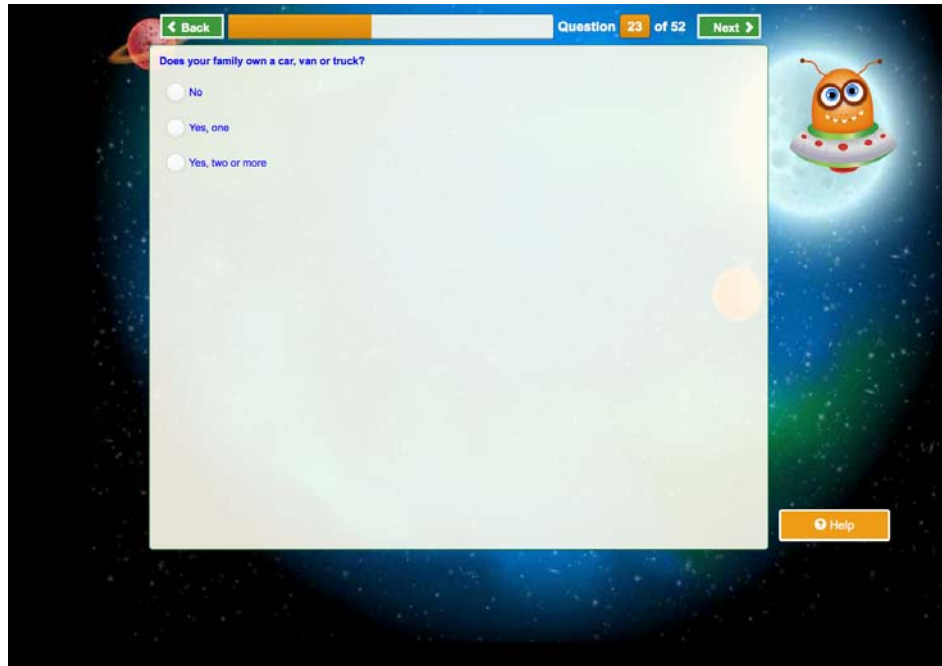 Back
Question 23 of 52
Next
Does your family own a car, van or truck?
No
Yes, one
Yes, two or more
Help